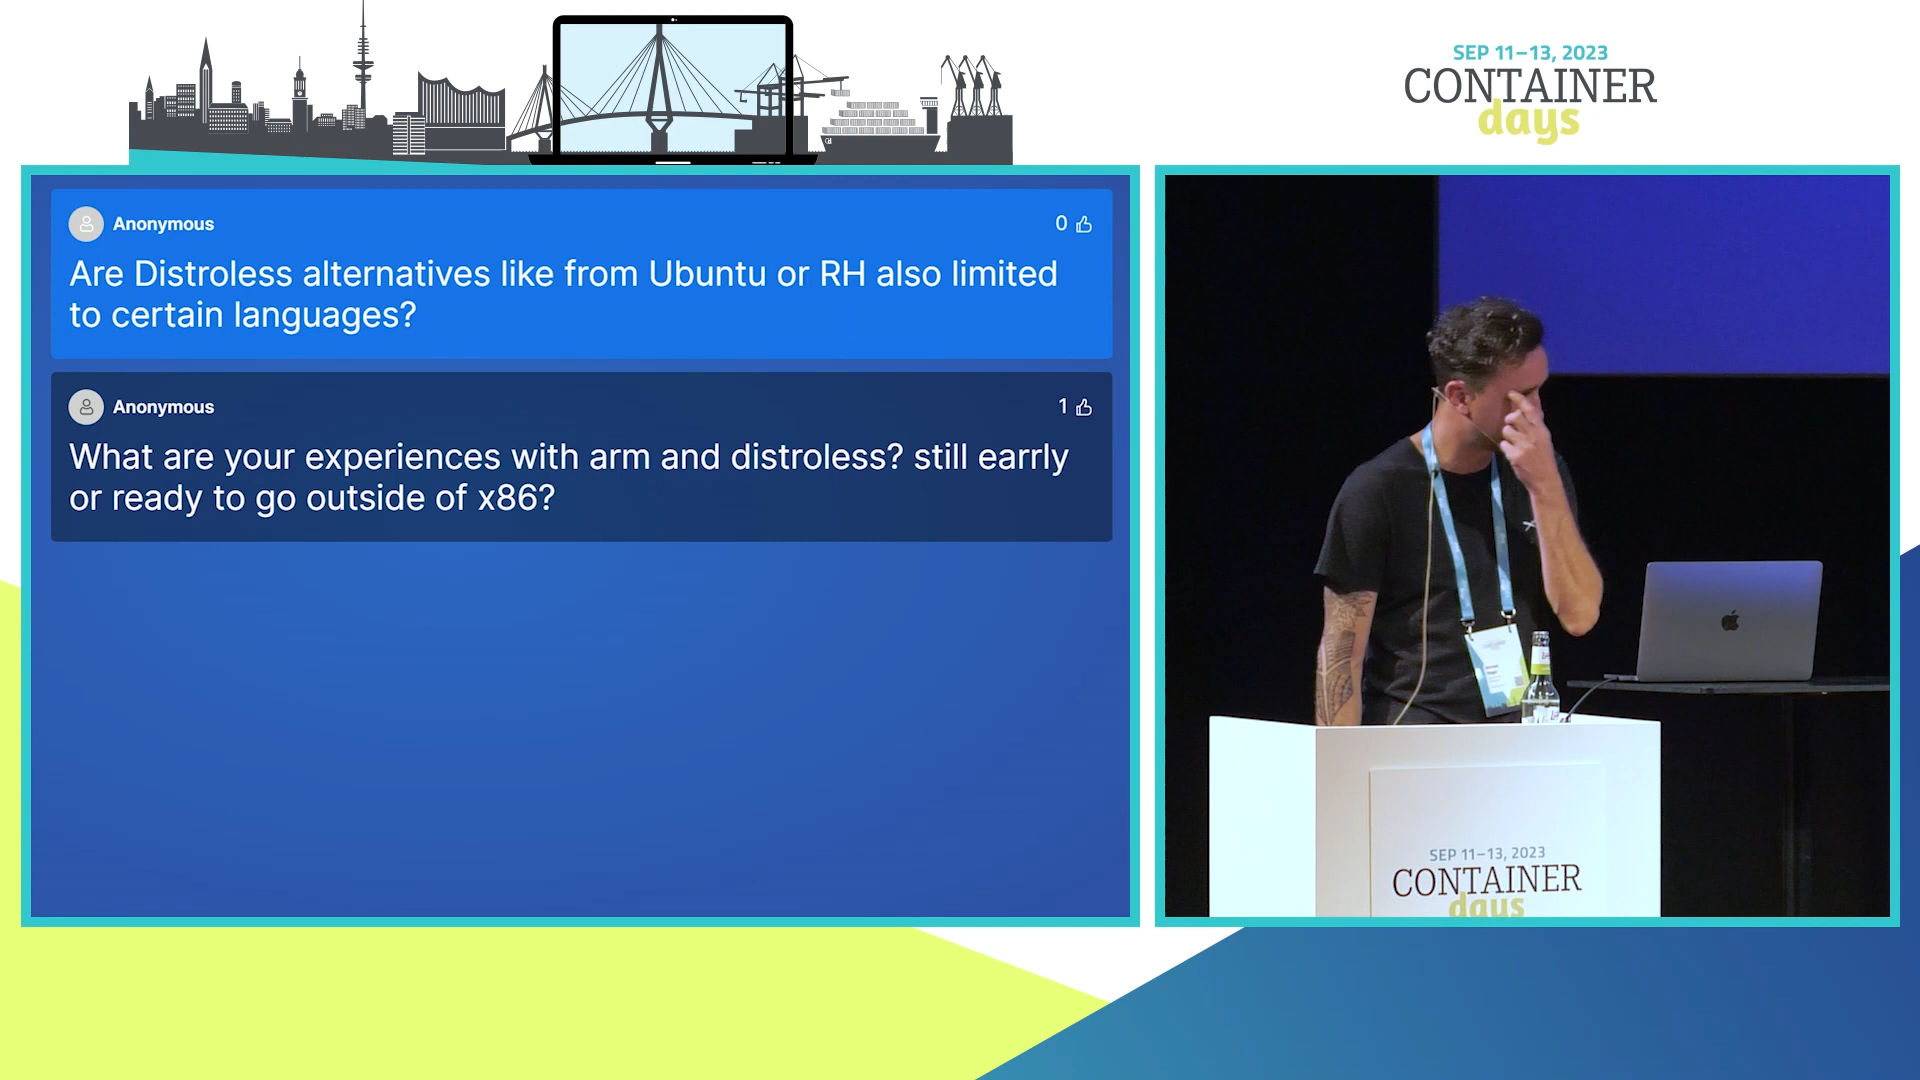 SEP 11–13, 2023
CONTAINER
days
Anonymous
0
Are Distroless alternatives like from Ubuntu or RH also limited
to certain languages?
Anonymous
1
What are your experiences with arm and distroless? still earrly
or ready to go outside of x86?
SEP 11–13, 2023
CONTAINER
days